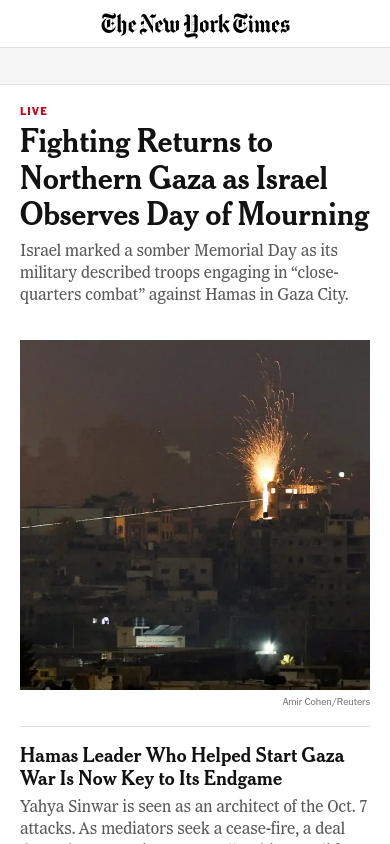 The New York Times
LIVE
Fighting Returns to
Northern Gaza as Israel
Observes Day of Mourning
Israel marked a somber Memorial Day as its
military described troops engaging in “close-
quarters combat” against Hamas in Gaza City.
Amir Cohen/Reuters
Hamas Leader Who Helped Start Gaza
War Is Now Key to Its Endgame
Yahya Sinwar is seen as an architect of the Oct. 7
attacks. As mediators seek a cease-fire, a deal